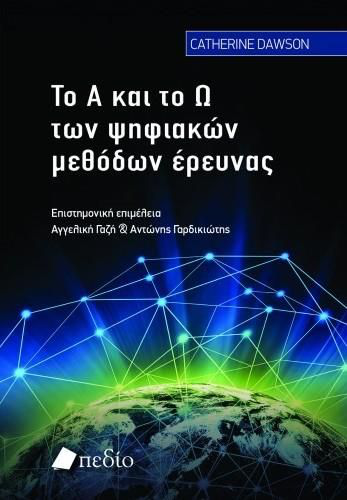 CATHERINE DAWSON
Το Α και το Ω
των ψηφιακών
μεθόδων έρευνας
Επιστημονική επιμέλεια
Αγγελική Γαζή & Αντώνης Γαρδικιώτης
πεδίο